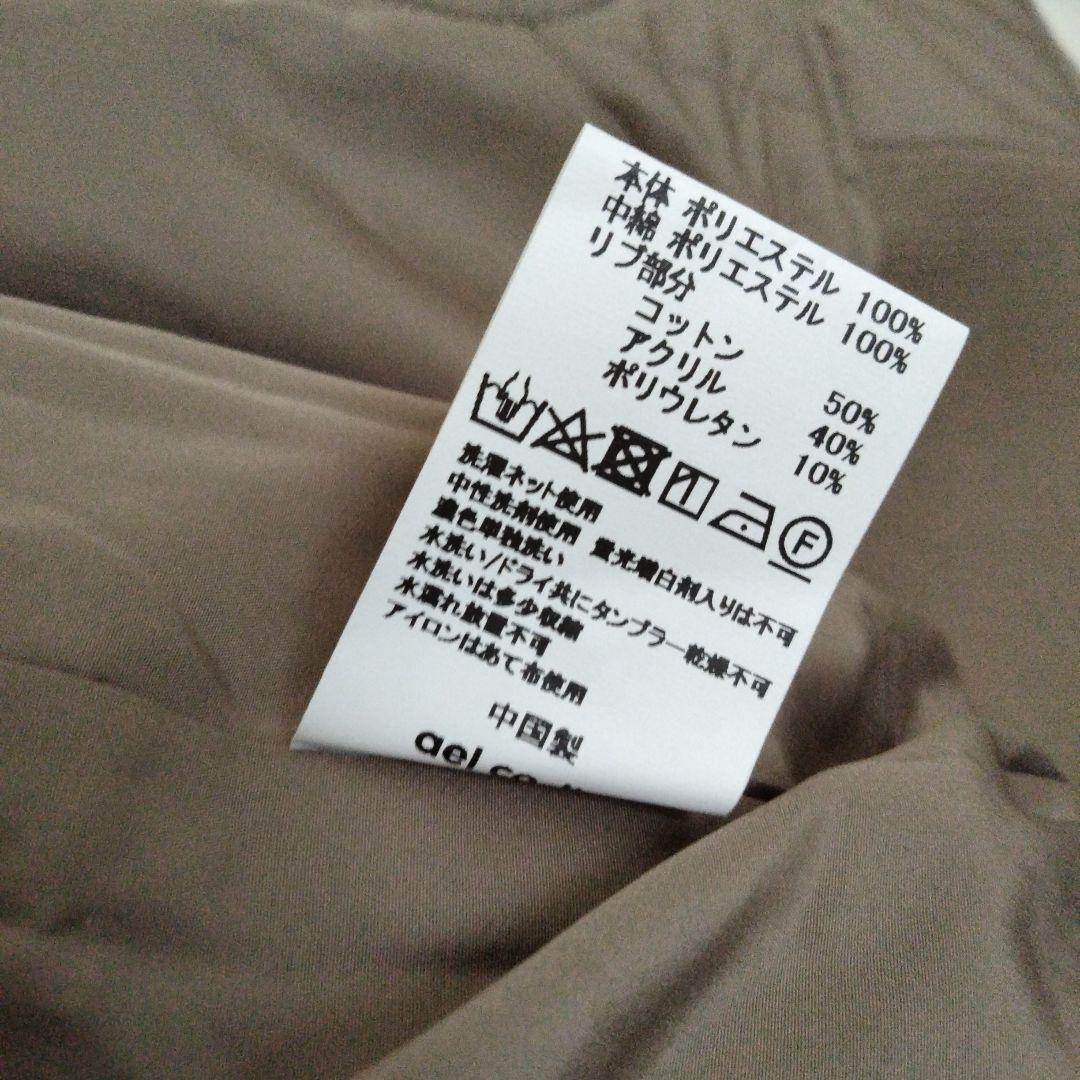 本体 ポリエステル 100%
中綿 ポリエステル 100%
リブ部分
コットン 50%
アクリル 40%
ポリウレタン 10%
F
洗濯ネット使用
中性洗剤使用 蛍光増白剤入りは不可
濃色単独洗い
水洗い/ドライ共にタンブラー乾燥不可
水洗いは多少収縮
水濡れ放置不可
アイロンはあて布使用
中国製